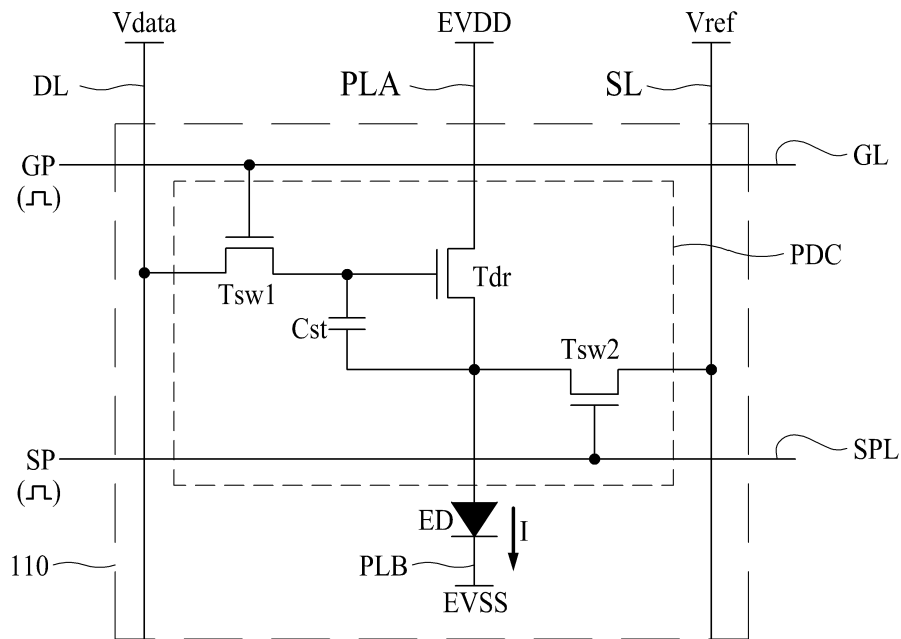 Vdata
EVDD
Vref
DL
PLA
SL
GP
(⎍)
GL
PDC
Tsw1
Tdr
Cst
Tsw2
SP
(⎍)
SPL
ED
I
110
PLB
EVSS